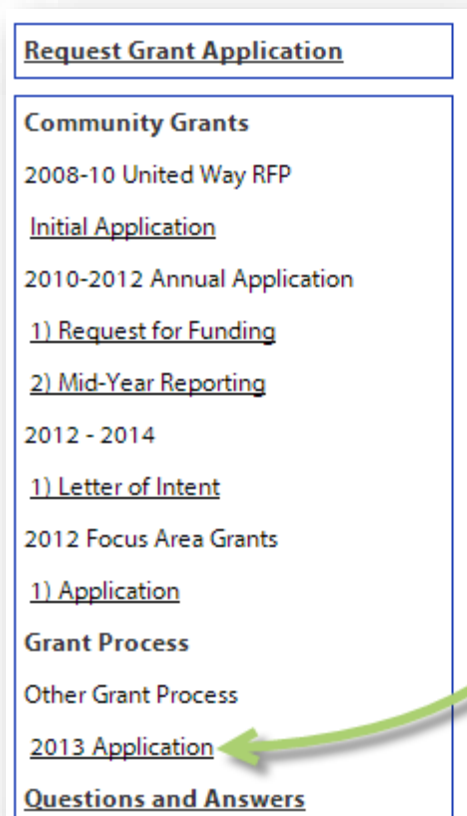 Request Grant Application
Community Grants
2008-10 United Way RFP
Initial Application
2010-2012 Annual Application
1) Request for Funding
2) Mid-Year Reporting
2012 - 2014
1) Letter of Intent
2012 Focus Area Grants
1) Application
Grant Process
Other Grant Process
2013 Application
Questions and Answers